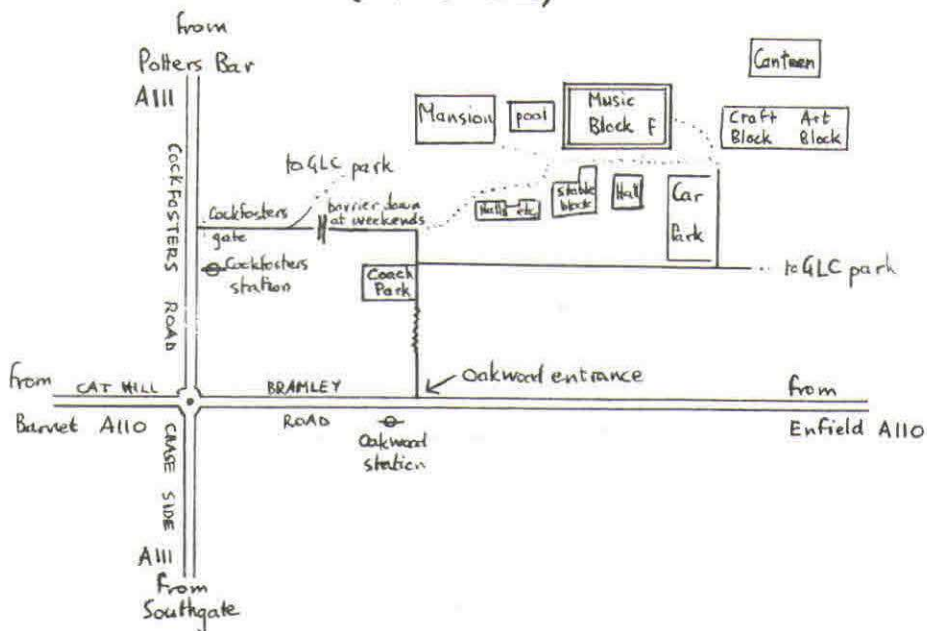 from
Potters Bar
A111
COCKFOSTERS
ROAD
Canteen
Mansion
pool
Music
Block F
Craft Art
Block Block
to GLC park
Cockfosters
gate
barrier down
at weekends
Halls etc
Stable
block
Hall
Car
Park
Cockfosters
station
Coach
Park
to GLC park
from
CAT HILL
BRAMLEY
Oakwood entrance
from
Barnet A110
ROAD
Oakwood
station
Enfield A110
CHASE
SIDE
A111
From
Southgate